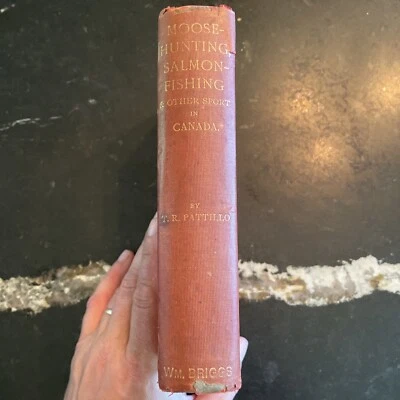 MOOSE-
HUNTING,
SALMON-
FISHING
& OTHER SPORT
IN
CANADA.
BY
T. R. PATTILLO
WM. BRIGGS